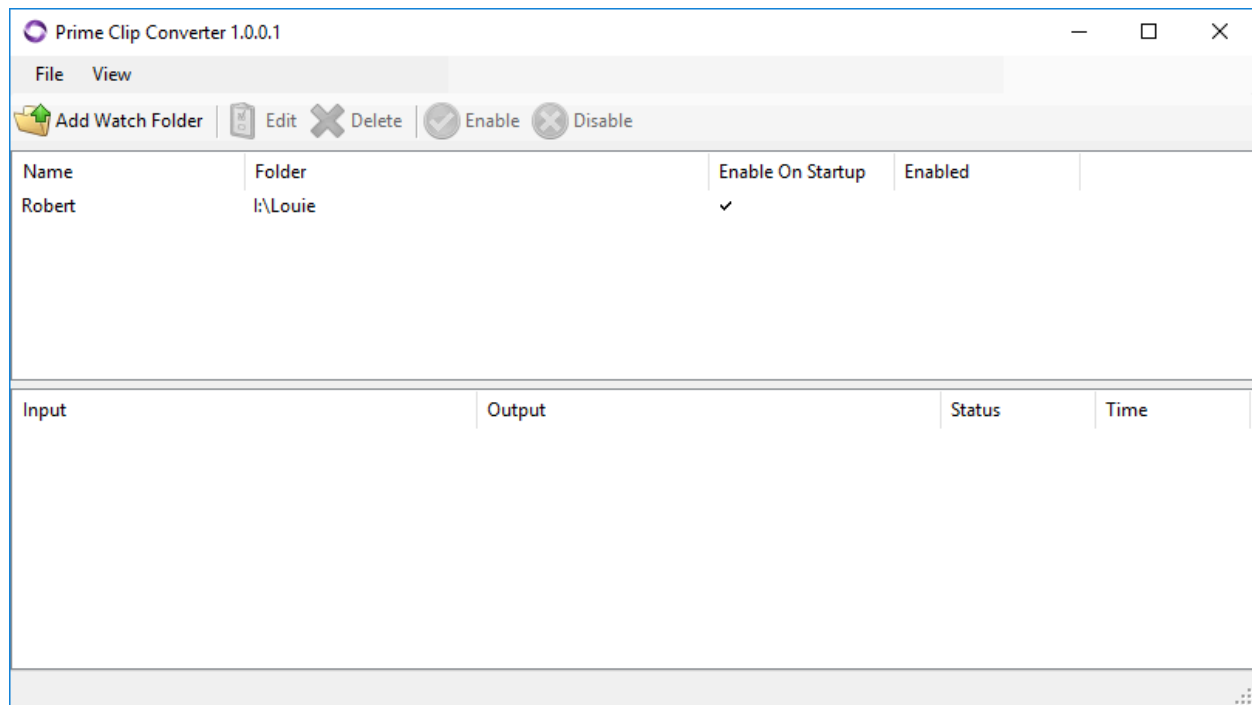 Prime Clip Converter 1.0.0.1
File View
Add Watch Folder Edit Delete Enable Disable
Name Folder Enable On Startup Enabled
Robert I:\Louie
Input Output Status Time